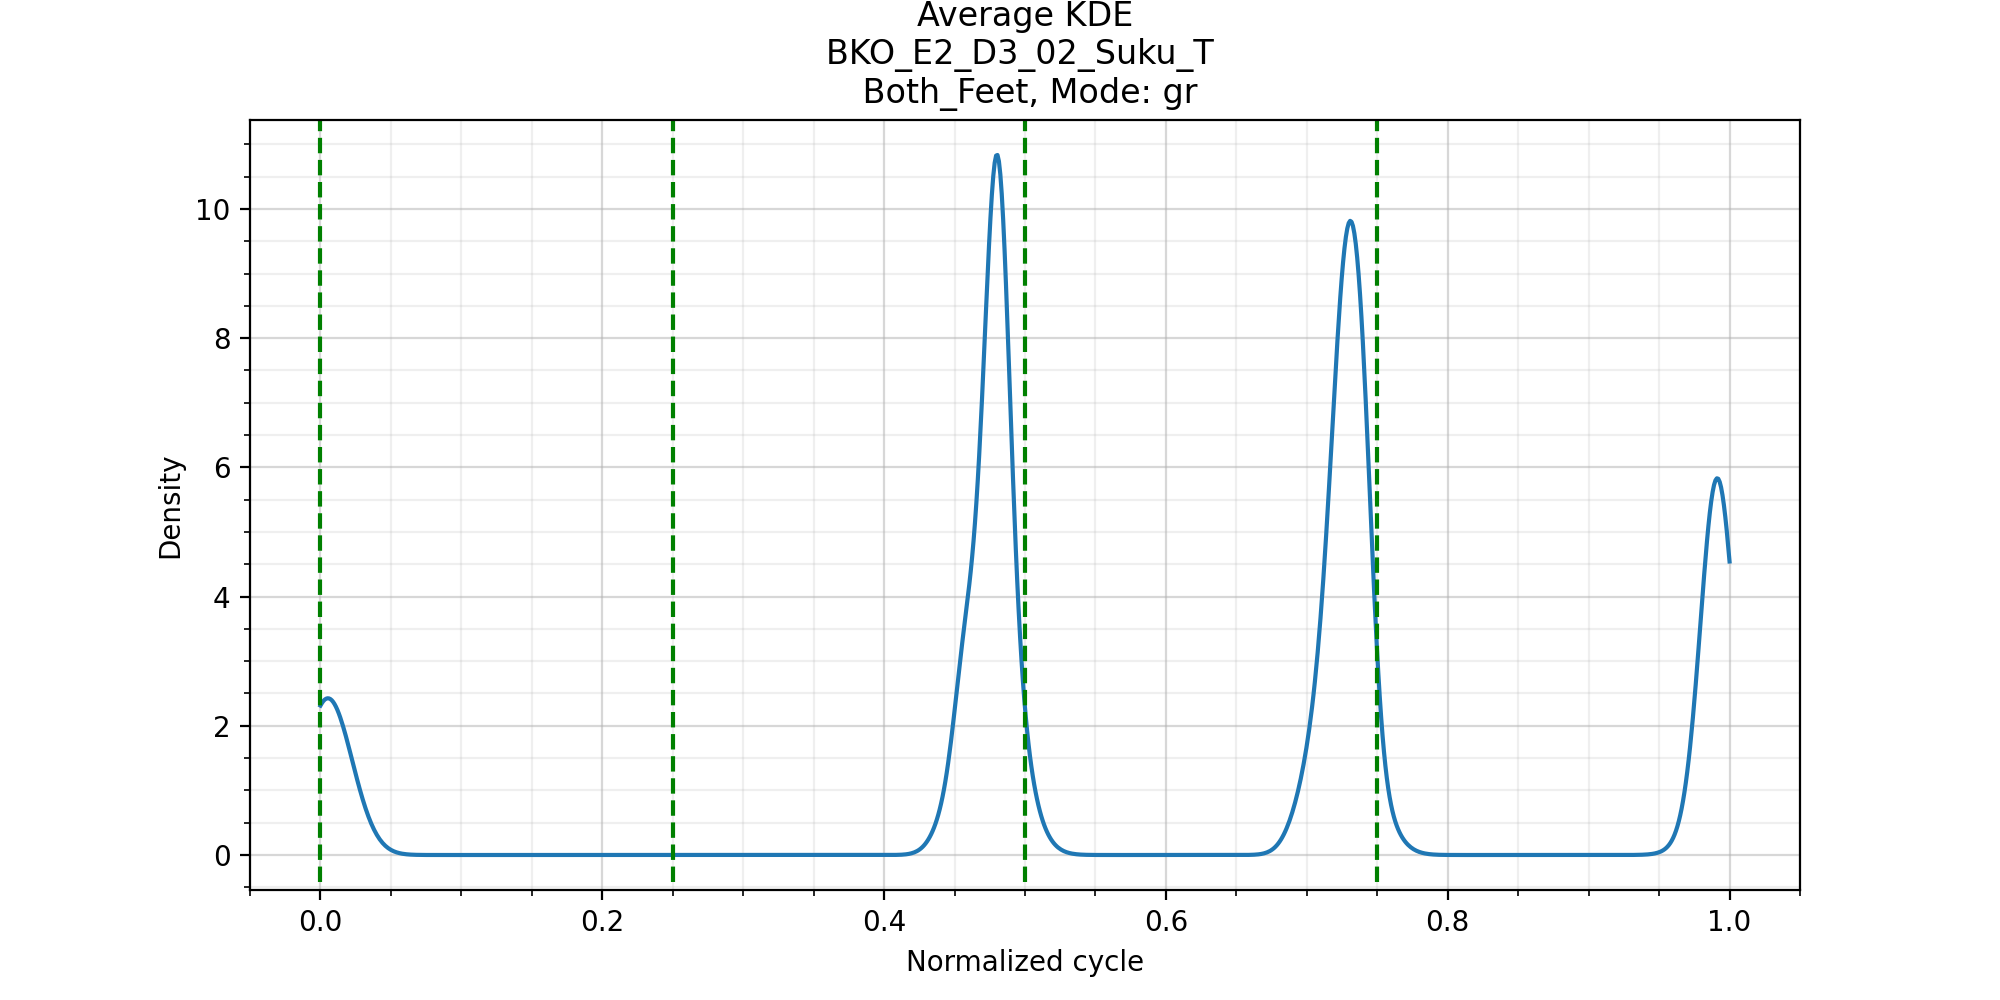 Average KDE
BKO_E2_D3_02_Suku_T
Both_Feet, Mode: gr
10
8
6
4
2
0
Density
0.0 0.2 0.4 0.6 0.8 1.0
Normalized cycle